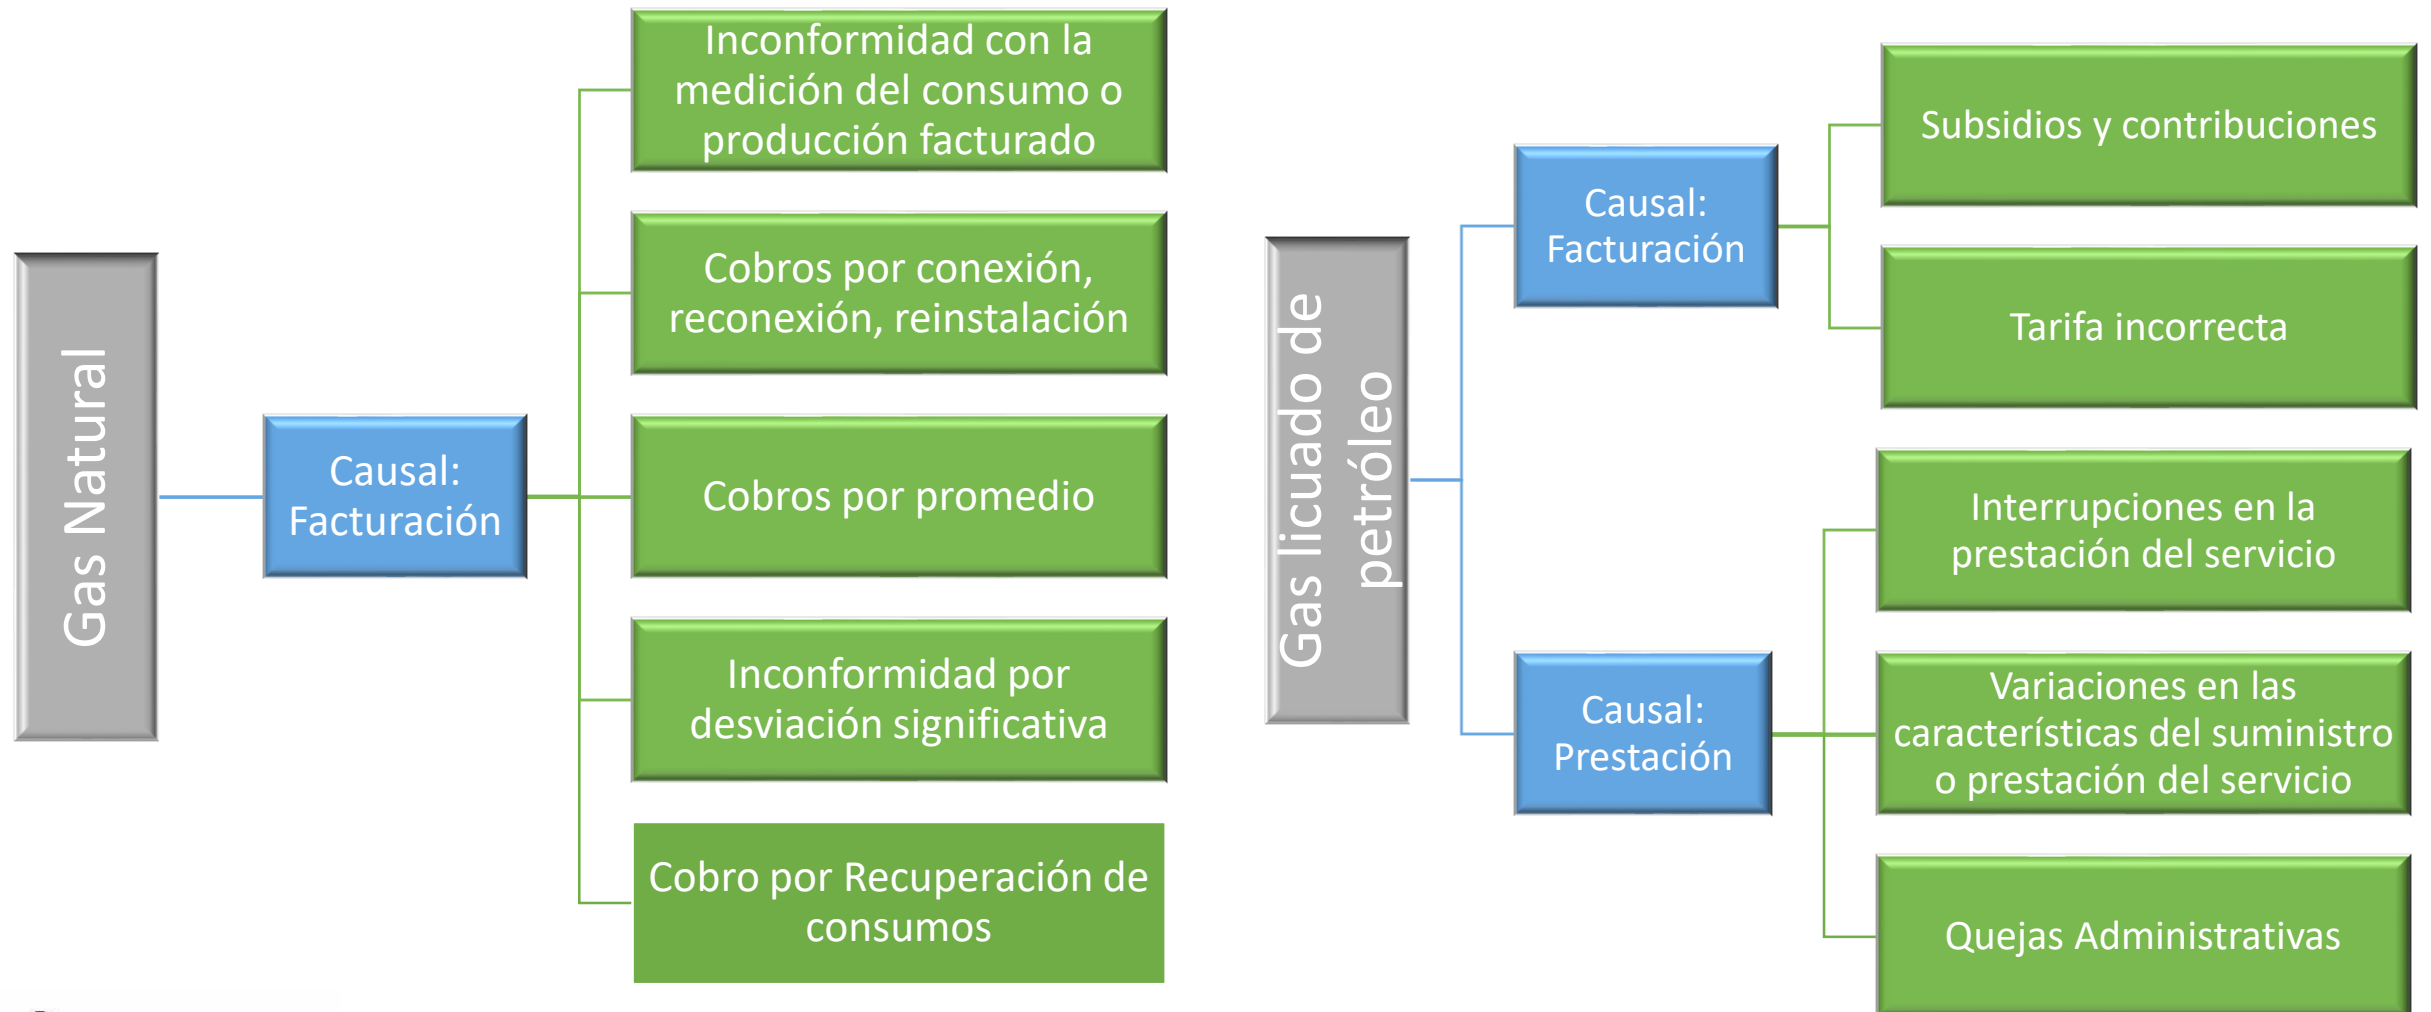 Gas Natural
Causal:
Facturación
Inconformidad con la
medición del consumo o
producción facturado
Cobros por conexión,
reconexión, reinstalación
Cobros por promedio
Inconformidad por
desviación significativa
Cobro por Recuperación de
consumos
Gas licuado de
petróleo
Causal:
Facturación
Subsidios y contribuciones
Tarifa incorrecta
Causal:
Prestación
Interrupciones en la
prestación del servicio
Variaciones en las
características del suministro
o prestación del servicio
Quejas Administrativas